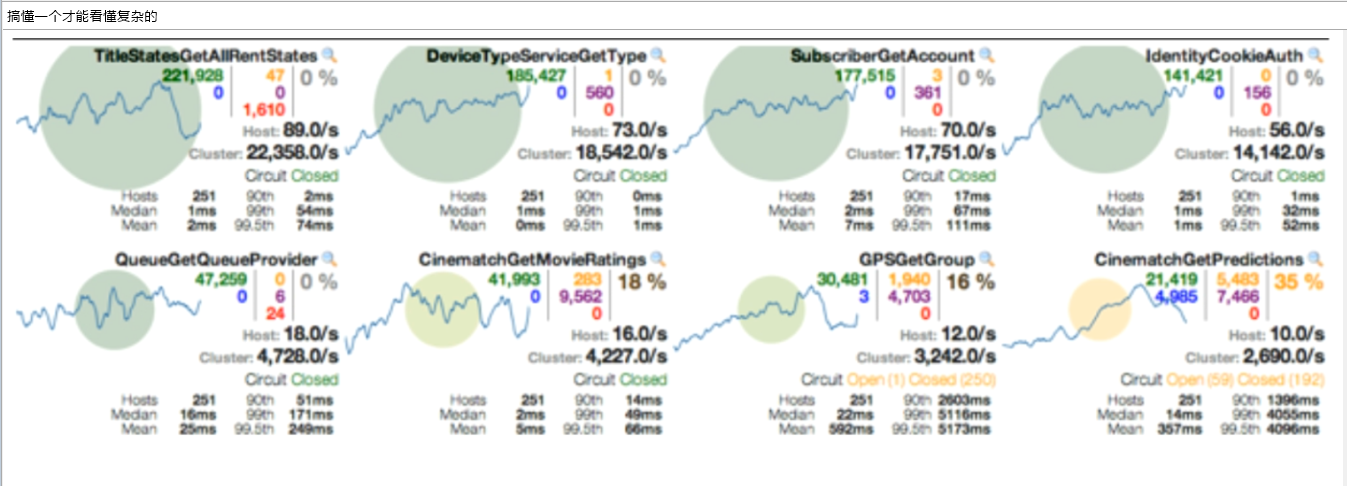 搞懂一个才能看懂复杂的
TitleStatesGetAllRentStates
221,928 47 0 %
0 0
1,610
Host: 89.0/s
Cluster: 22,358.0/s
Circuit Closed
Hosts 251 90th 2ms
Median 1ms 99th 54ms
Mean 2ms 99.5th 74ms
DeviceTypeServiceGetType
185,427 1 0 %
0 560
0
Host: 73.0/s
Cluster: 18,542.0/s
Circuit Closed
Hosts 251 90th 0ms
Median 1ms 99th 1ms
Mean 0ms 99.5th 1ms
SubscriberGetAccount
177,515 3 0 %
0 361
0
Host: 70.0/s
Cluster: 17,751.0/s
Circuit Closed
Hosts 251 90th 17ms
Median 2ms 99th 67ms
Mean 7ms 99.5th 111ms
IdentityCookieAuth
141,421 0 0 %
0 156
0
Host: 56.0/s
Cluster: 14,142.0/s
Circuit Closed
Hosts 251 90th 1ms
Median 1ms 99th 32ms
Mean 1ms 99.5th 52ms
QueueGetQueueProvider
47,259 0 0 %
0 6
24
Host: 18.0/s
Cluster: 4,728.0/s
Circuit Closed
Hosts 251 90th 51ms
Median 16ms 99th 171ms
Mean 25ms 99.5th 249ms
CinematchGetMovieRatings
41,993 283 18 %
0 9,562
0
Host: 16.0/s
Cluster: 4,227.0/s
Circuit Closed
Hosts 251 90th 14ms
Median 2ms 99th 49ms
Mean 5ms 99.5th 66ms
GPSGetGroup
30,481 1,940 16 %
3 4,703
0
Host: 12.0/s
Cluster: 3,242.0/s
Circuit Open (1) Closed (250)
Hosts 251 90th 2603ms
Median 22ms 99th 5116ms
Mean 592ms 99.5th 5173ms
CinematchGetPredictions
21,419 5,483 35 %
4,985 7,466
0
Host: 10.0/s
Cluster: 2,690.0/s
Circuit Open (59) Closed (192)
Hosts 251 90th 1396ms
Median 14ms 99th 4055ms
Mean 357ms 99.5th 4096ms